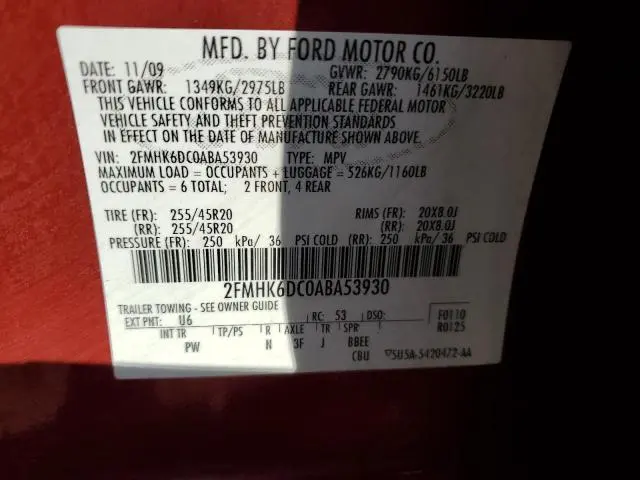 MFD. BY FORD MOTOR CO.
DATE: 11/09 GVWR: 2790KG/6150LB
FRONT GAWR: 1349KG/2975LB REAR GAWR: 1461KG/3220LB
THIS VEHICLE CONFORMS TO ALL APPLICABLE FEDERAL MOTOR
VEHICLE SAFETY AND THEFT PREVENTION STANDARDS
IN EFFECT ON THE DATE OF MANUFACTURE SHOWN ABOVE.
VIN: 2FMHK6DC0ABA53930 TYPE: MPV
MAXIMUM LOAD = OCCUPANTS + LUGGAGE = 526KG/1160LB
OCCUPANTS = 6 TOTAL; 2 FRONT, 4 REAR
TIRE (FR): 255/45R20 RIMS (FR): 20X8.0J
(RR): 255/45R20 (RR): 20X8.0J
PRESSURE (FR): 250 kPa/ 36 PSI COLD (RR): 250 kPa/ 36 PSI COLD
2FMHK6DC0ABA53930
TRAILER TOWING - SEE OWNER GUIDE
EXT PNT: U6 RC: 53 DSO: F0110
R0125
INT TR TP/PS R AXLE TR SPR
PW N 3F J BBEE
CBU 5U5A-5420472-AA